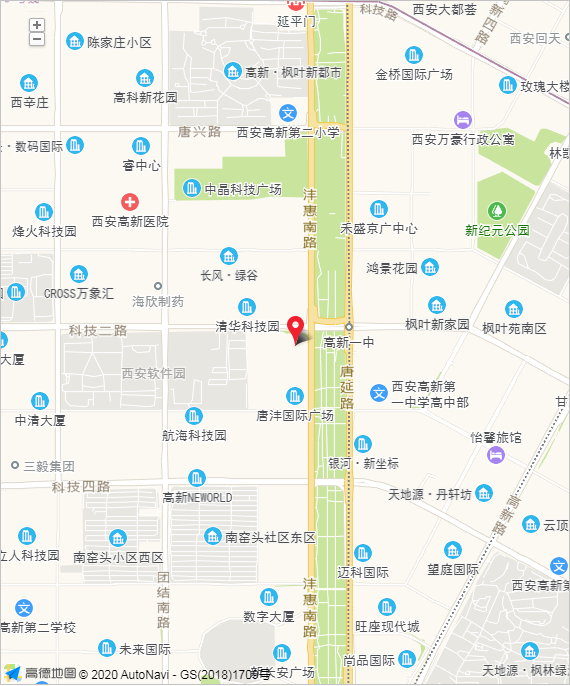 科技路
西安大都荟
高新四路
延平门
陈家庄小区
西安回天
金桥国际广场
高新·枫叶新都市
玫瑰大楼
西辛庄
高科新花园
西安高新第二小学
唐兴路
西安万豪行政公寓
数码国际
睿中心
林凯
中晶科技广场
西安高新医院
沣惠南路
烽火科技园
禾盛京广中心
新纪元公园
长风·绿谷
鸿景花园
CROSS万象汇
海欣制药
清华科技园
枫叶新家园
枫叶苑南区
科技二路
高新一中
大厦
西安软件园
唐延路
西安高新第
一中学高中部
中清大厦
唐沣国际广场
甘
航海科技园
怡馨旅馆
三毅集团
银河·新坐标
科技四路
高新NEWORLD
天地源·丹轩坊
高新路
云顶
南窑头社区东区
立人科技园
南窑头小区西区
迈科国际
望庭国际
西安高新第
团结南路
沣惠南路
高新第二学校
数字大厦
旺座现代城
未来国际
尚品国际
新长安广场
天地源·枫林绿
高德地图
© 2020 AutoNavi - GS(2018)1709号